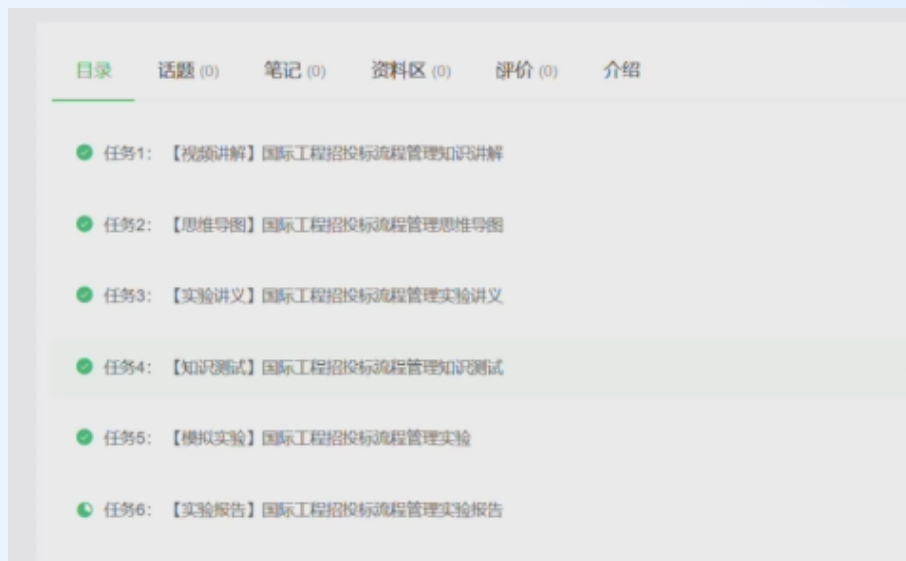 目录 话题 (0) 笔记 (0) 资料区 (0) 评价 (0) 介绍
任务1： 【视频讲解】国际工程招投标流程管理知识讲解
任务2： 【思维导图】国际工程招投标流程管理思维导图
任务3： 【实验讲义】国际工程招投标流程管理实验讲义
任务4： 【知识测试】国际工程招投标流程管理知识测试
任务5： 【模拟实验】国际工程招投标流程管理实验
任务6： 【实验报告】国际工程招投标流程管理实验报告